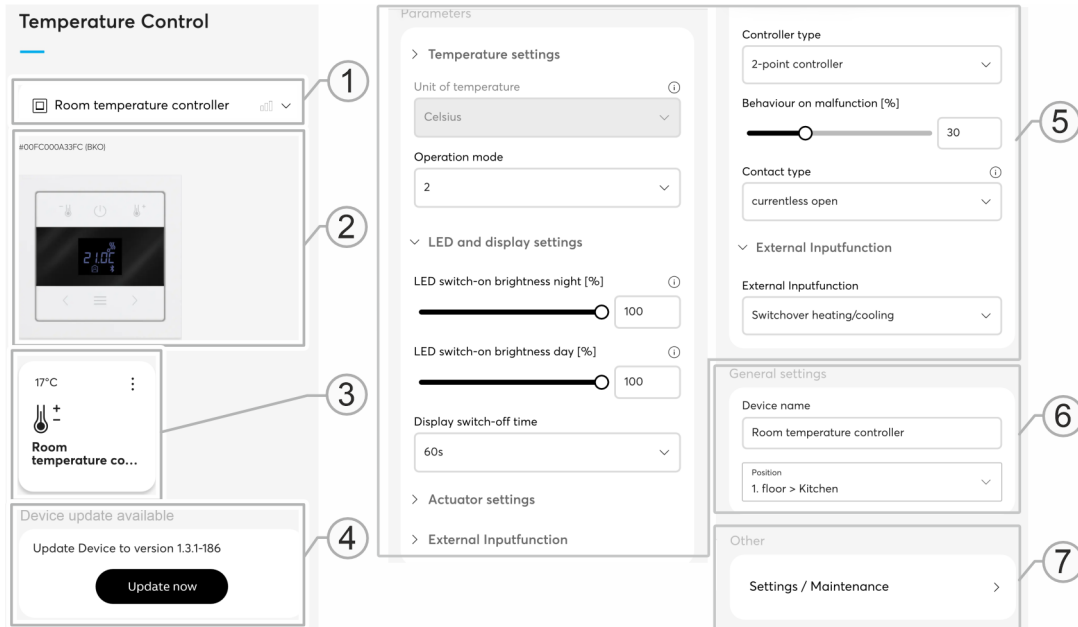 Temperature Control
Room temperature controller
1
#00FC000A33FC (BKO)
21.0°C
2
17°C
Room
temperature co...
3
Device update available
Update Device to version 1.3.1-186
Update now
4
Parameters
Temperature settings
Unit of temperature
Celsius
Operation mode
2
LED and display settings
LED switch-on brightness night [%]
100
LED switch-on brightness day [%]
100
Display switch-off time
60s
Actuator settings
External Inputfunction
Controller type
2-point controller
Behaviour on malfunction [%]
30
Contact type
currentless open
External Inputfunction
External Inputfunction
Switchover heating/cooling
5
General settings
Device name
Room temperature controller
Position
1. floor > Kitchen
6
Other
Settings / Maintenance
7